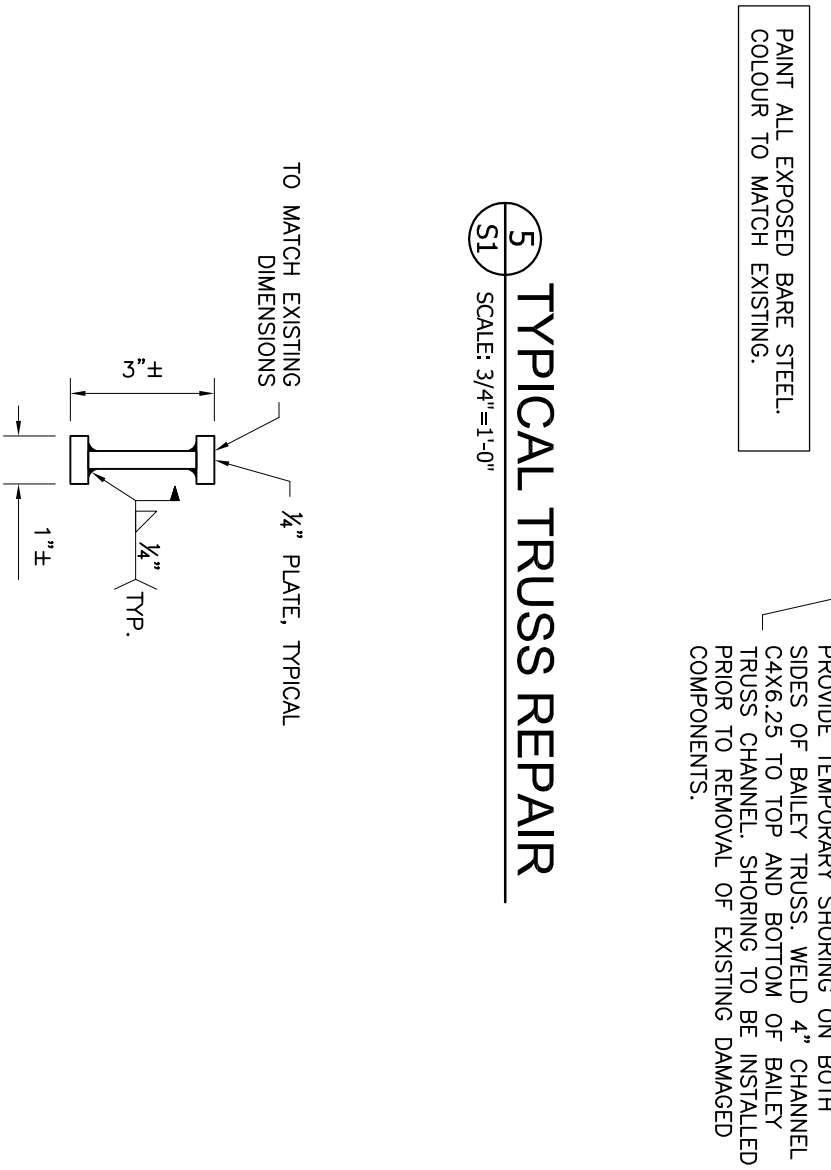 PROVIDE TEMPORARY SHORING ON BOTH
SIDES OF BAILEY TRUSS. WELD 4" CHANNEL
C4X6.25 TO TOP AND BOTTOM OF BAILEY
TRUSS CHANNEL. SHORING TO BE INSTALLED
PRIOR TO REMOVAL OF EXISTING DAMAGED
COMPONENTS.
PAINT ALL EXPOSED BARE STEEL.
COLOUR TO MATCH EXISTING.
5
S1
TYPICAL TRUSS REPAIR
SCALE: 3/4"=1'-0"
TO MATCH EXISTING
DIMENSIONS
¼" PLATE, TYPICAL
3"±
¼"
TYP.
1"±